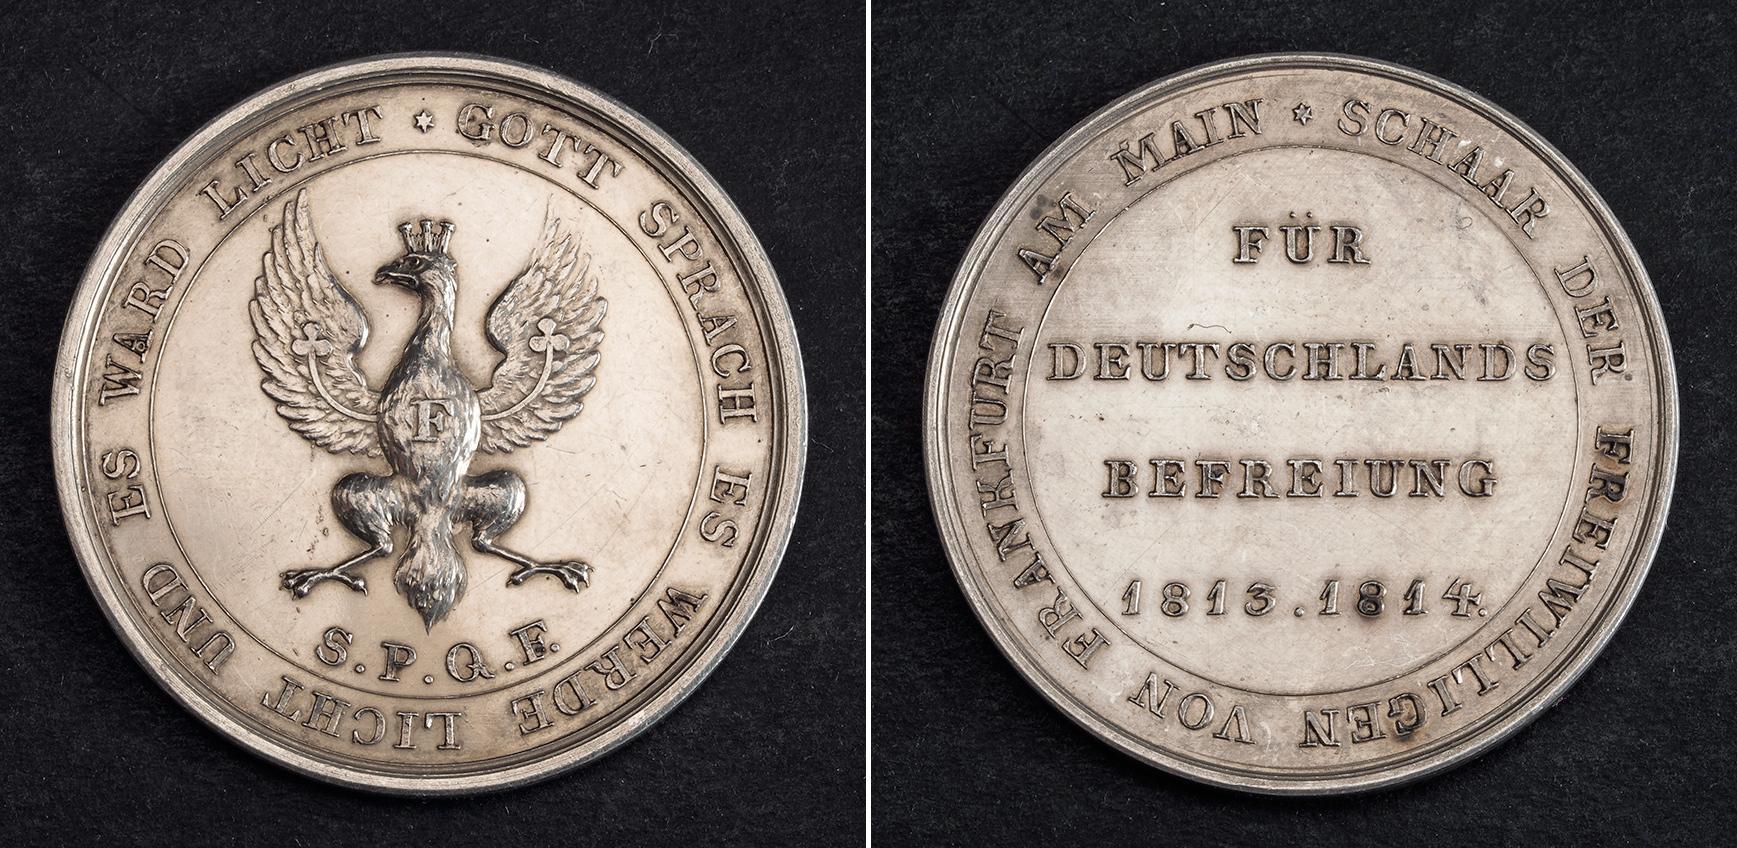 GOTT SPRACH ES WERDE LICHT UND ES WARD LICHT
F
S.P.Q.F.
SCHAAR DER FREIWILLIGEN VON FRANKFURT AM MAIN
FÜR
DEUTSCHLANDS
BEFREIUNG
1813.1814.